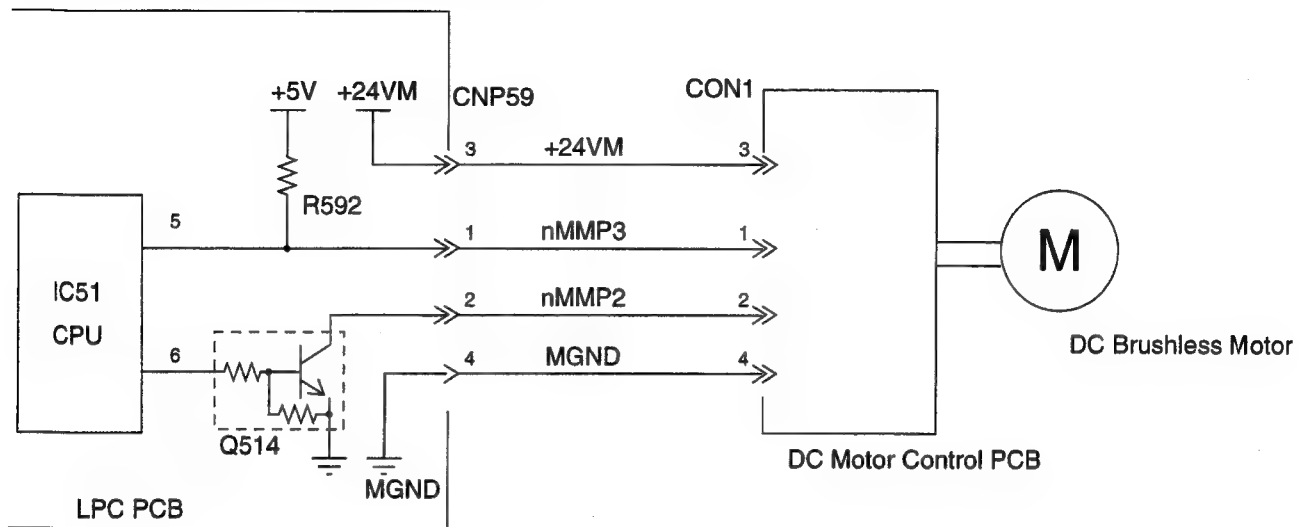 +5V +24VM CNP59 CON1
3 +24VM 3
R592
5
1 nMMP3 1
IC51
CPU
M
2 nMMP2 2
6
4 MGND 4
DC Brushless Motor
Q514
MGND
DC Motor Control PCB
LPC PCB